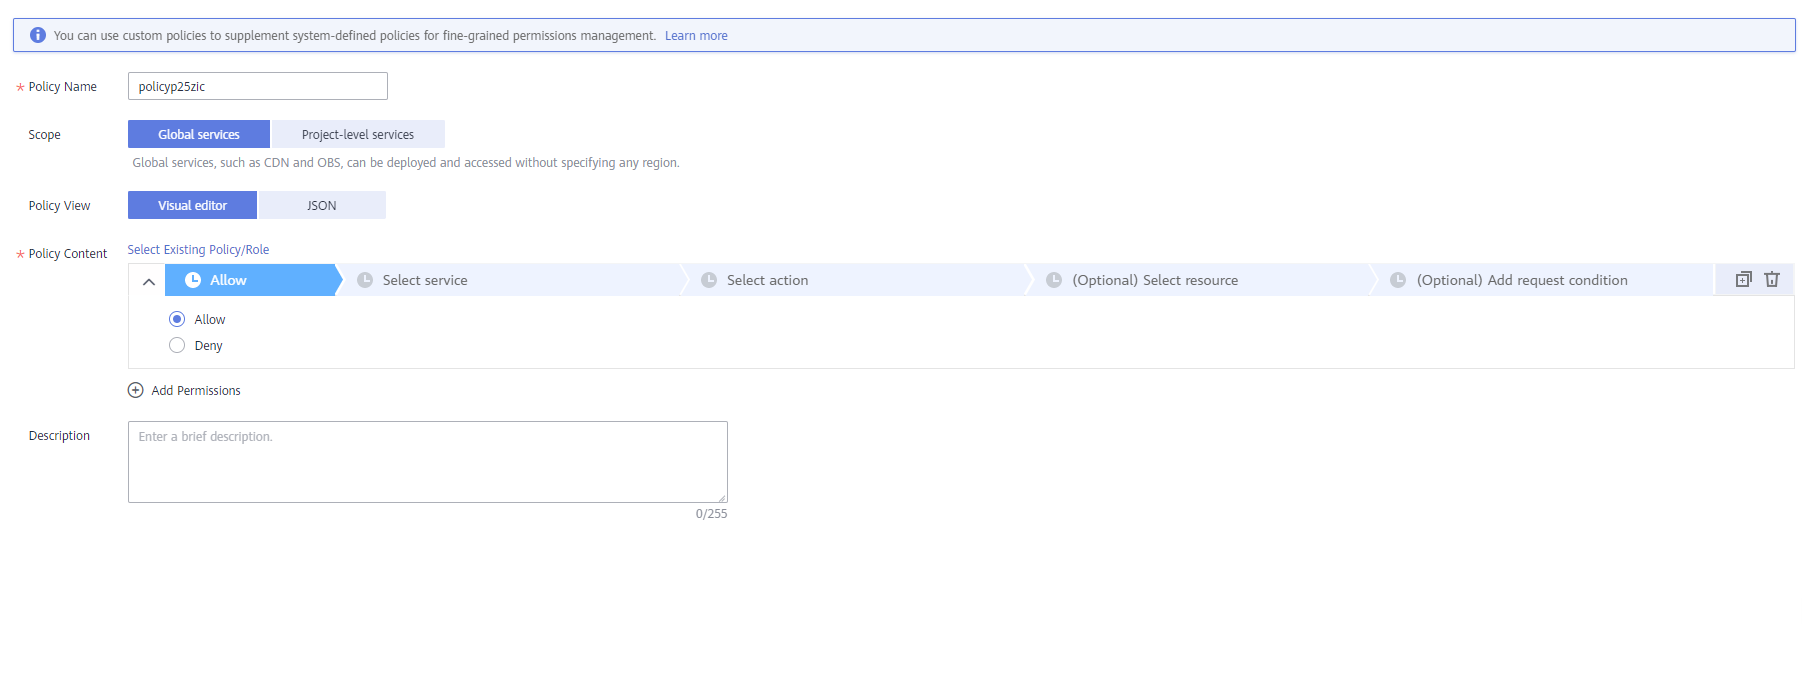 You can use custom policies to supplement system-defined policies for fine-grained permissions management. Learn more
* Policy Name policyp25zic
Scope Global services Project-level services
Global services, such as CDN and OBS, can be deployed and accessed without specifying any region.
Policy View Visual editor JSON
* Policy Content Select Existing Policy/Role
Allow Select service Select action (Optional) Select resource (Optional) Add request condition
Allow
Deny
Add Permissions
Description Enter a brief description.
0/255